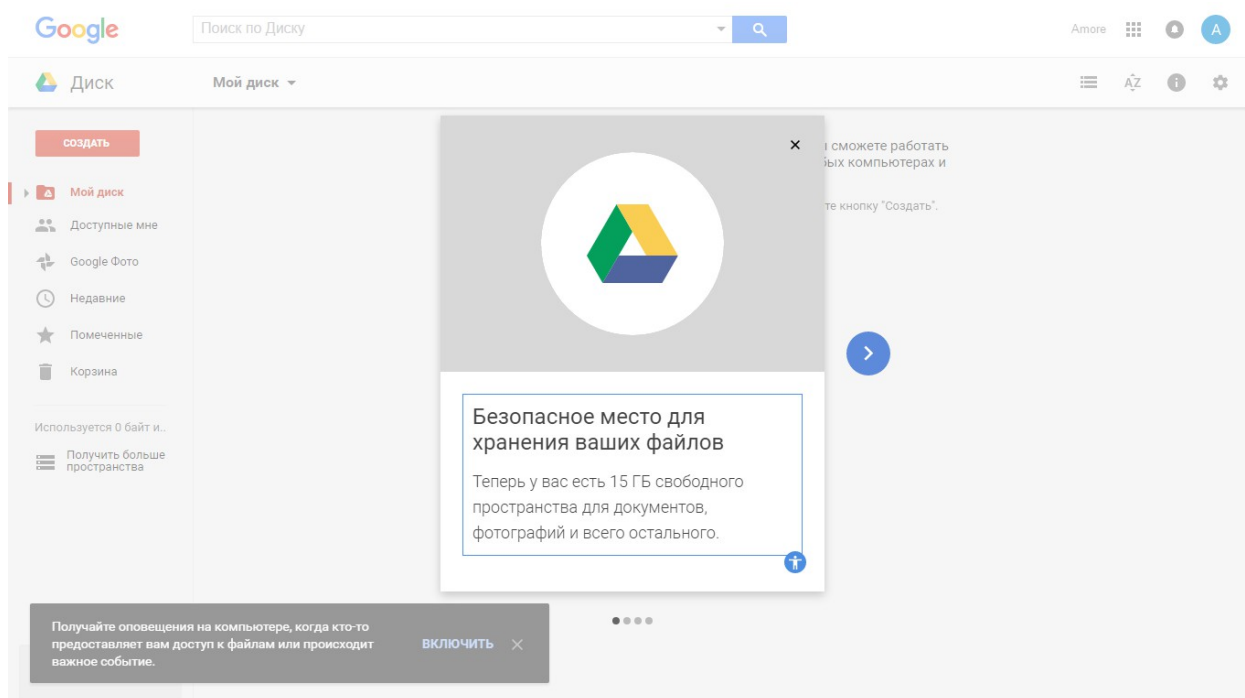 Google
Поиск по Диску
Amore
A
Диск
Мой диск
AZ
СОЗДАТЬ
Мой диск
Доступные мне
Google Фото
Недавние
Помеченные
Корзина
Используется 0 байт и..
Получить больше
пространства
сможете работать
компьютерах и
кнопку "Создать".
Безопасное место для
хранения ваших файлов
Теперь у вас есть 15 ГБ свободного
пространства для документов,
фотографий и всего остального.
Получайте оповещения на компьютере, когда кто-то
предоставляет вам доступ к файлам или происходит
важное событие.
ВКЛЮЧИТЬ